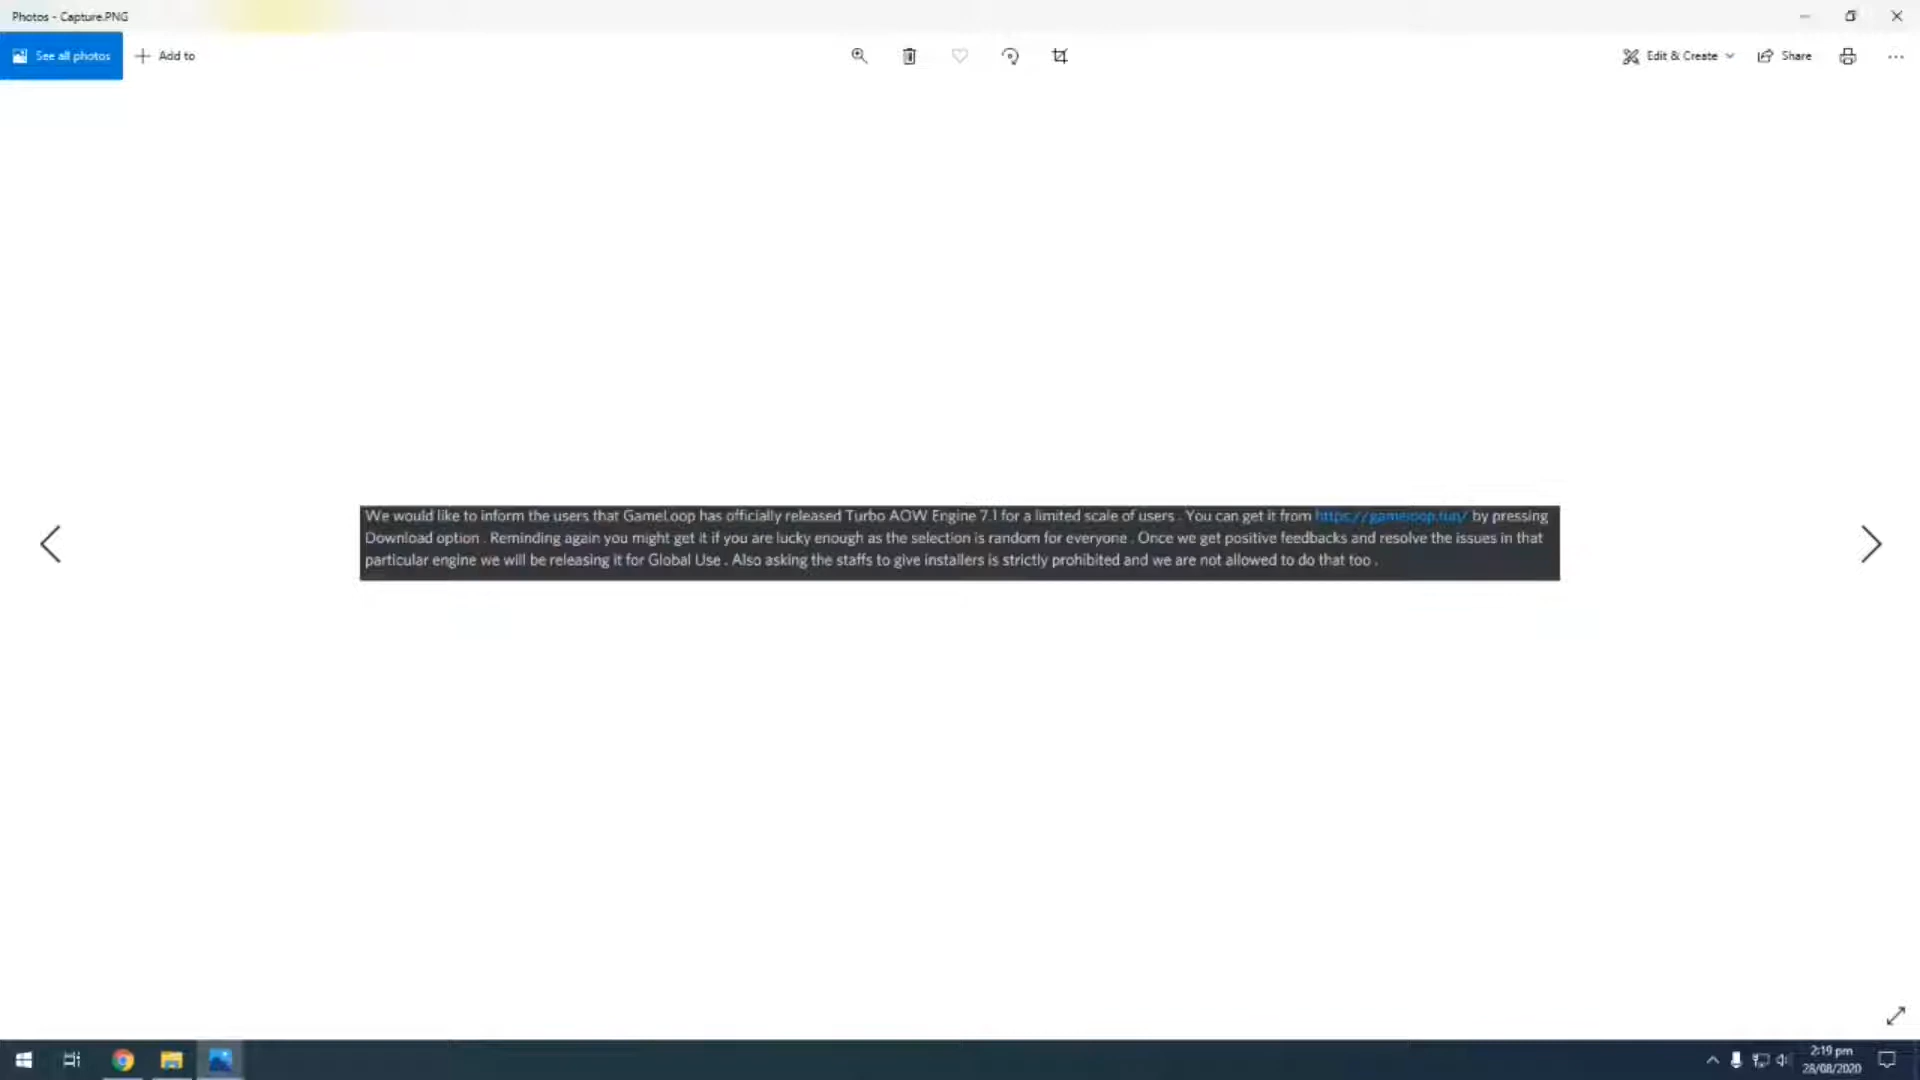 Photos - Capture.PNG
See all photos
Add to
Edit & Create
Share
We would like to inform the users that GameLoop has officially released Turbo AOW Engine 7.1 for a limited scale of users . You can get it from https://gameloop.fun/ by pressing
Download option . Reminding again you might get it if you are lucky enough as the selection is random for everyone . Once we get positive feedbacks and resolve the issues in that
particular engine we will be releasing it for Global Use . Also asking the staffs to give installers is strictly prohibited and we are not allowed to do that too .
2:19 pm
28/08/2020